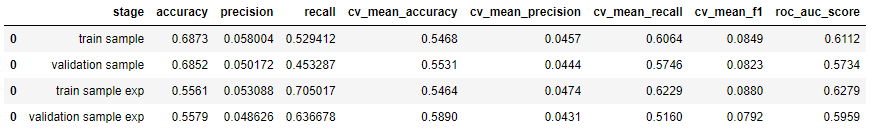 stage accuracy precision recall cv_mean_accuracy cv_mean_precision cv_mean_recall cv_mean_f1 roc_auc_score
0 train sample 0.6873 0.058004 0.529412 0.5468 0.0457 0.6064 0.0849 0.6112
0 validation sample 0.6852 0.050172 0.453287 0.5531 0.0444 0.5746 0.0823 0.5734
0 train sample exp 0.5561 0.053088 0.705017 0.5464 0.0474 0.6229 0.0880 0.6279
0 validation sample exp 0.5579 0.048626 0.636678 0.5890 0.0431 0.5160 0.0792 0.5959